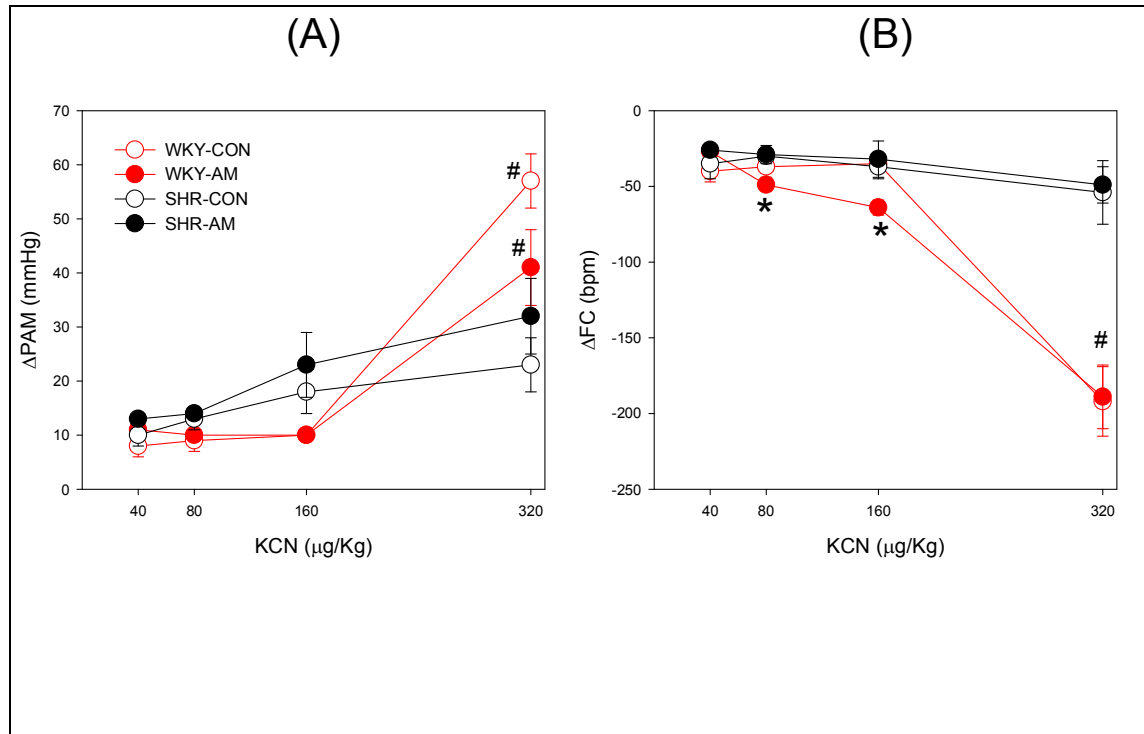 (A)
(B)
ΔPAM (mmHg)
70
60
50
40
30
20
10
0
WKY-CON
WKY-AM
SHR-CON
SHR-AM
#
#
40
80
160
320
KCN (μg/Kg)
ΔFC (bpm)
0
-50
-100
-150
-200
-250
*
*
#
40
80
160
320
KCN (μg/Kg)